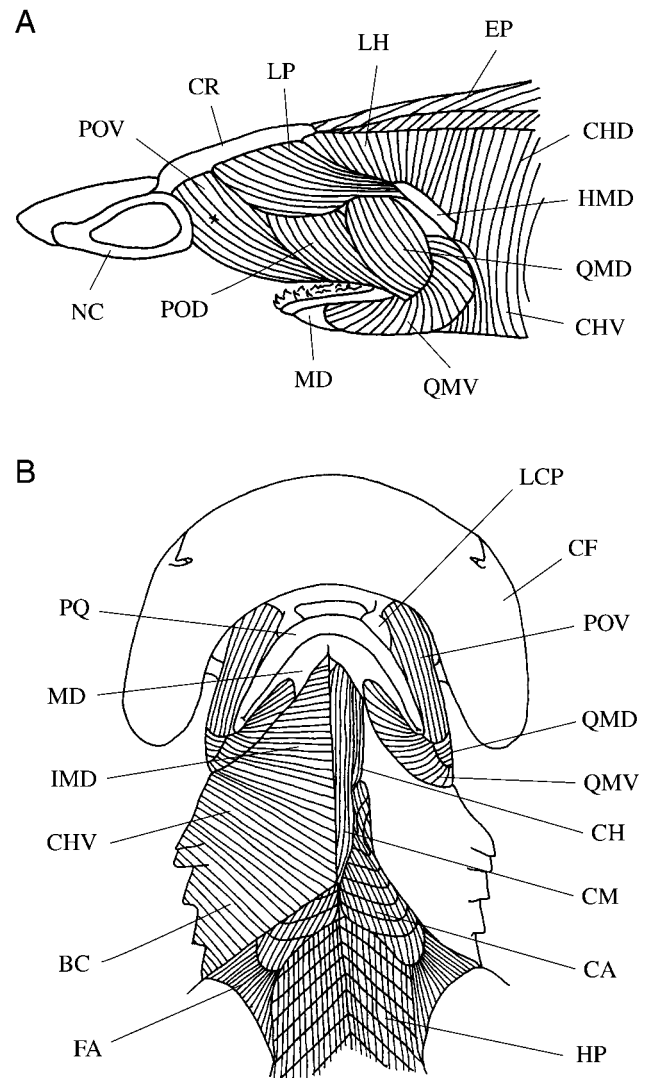 A
EP
LH
LP
CR
POV
CHD
HMD
QMD
NC
POD
CHV
MD
QMV
B
LCP
CF
PQ
POV
MD
QMD
IMD
QMV
CHV
CH
CM
BC
CA
FA
HP